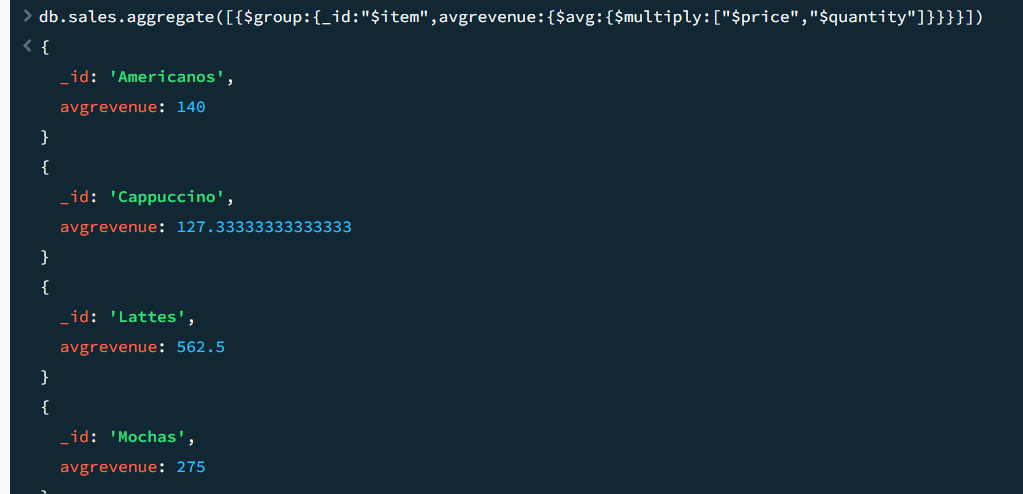 > db.sales.aggregate([{$group:{_id:"$item",avgrevenue:{$avg:{$multiply:["$price","$quantity"]}}}}])
< {
_id: 'Americanos',
avgrevenue: 140
}
{
_id: 'Cappuccino',
avgrevenue: 127.33333333333333
}
{
_id: 'Lattes',
avgrevenue: 562.5
}
{
_id: 'Mochas',
avgrevenue: 275
}